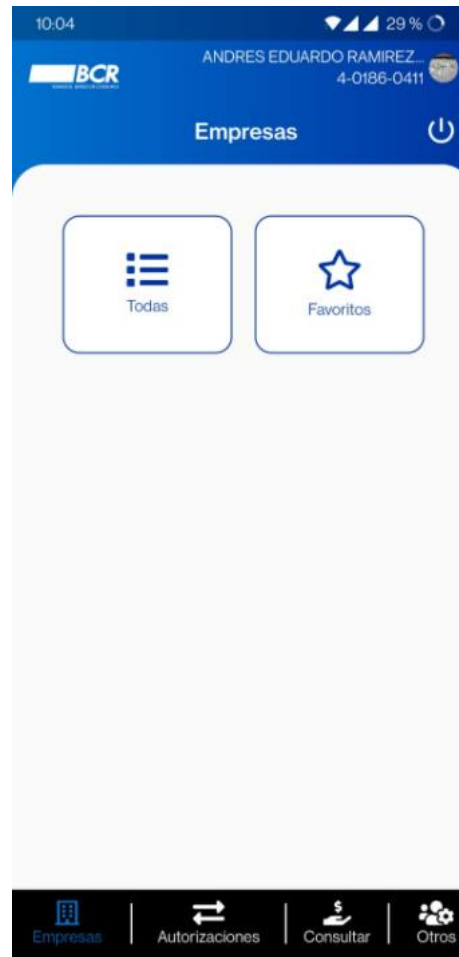 10:04 29 %
ANDRES EDUARDO RAMIREZ...
BCR 4-0186-0411
Empresas
Todas Favoritos
Empresas Autorizaciones Consultar Otros